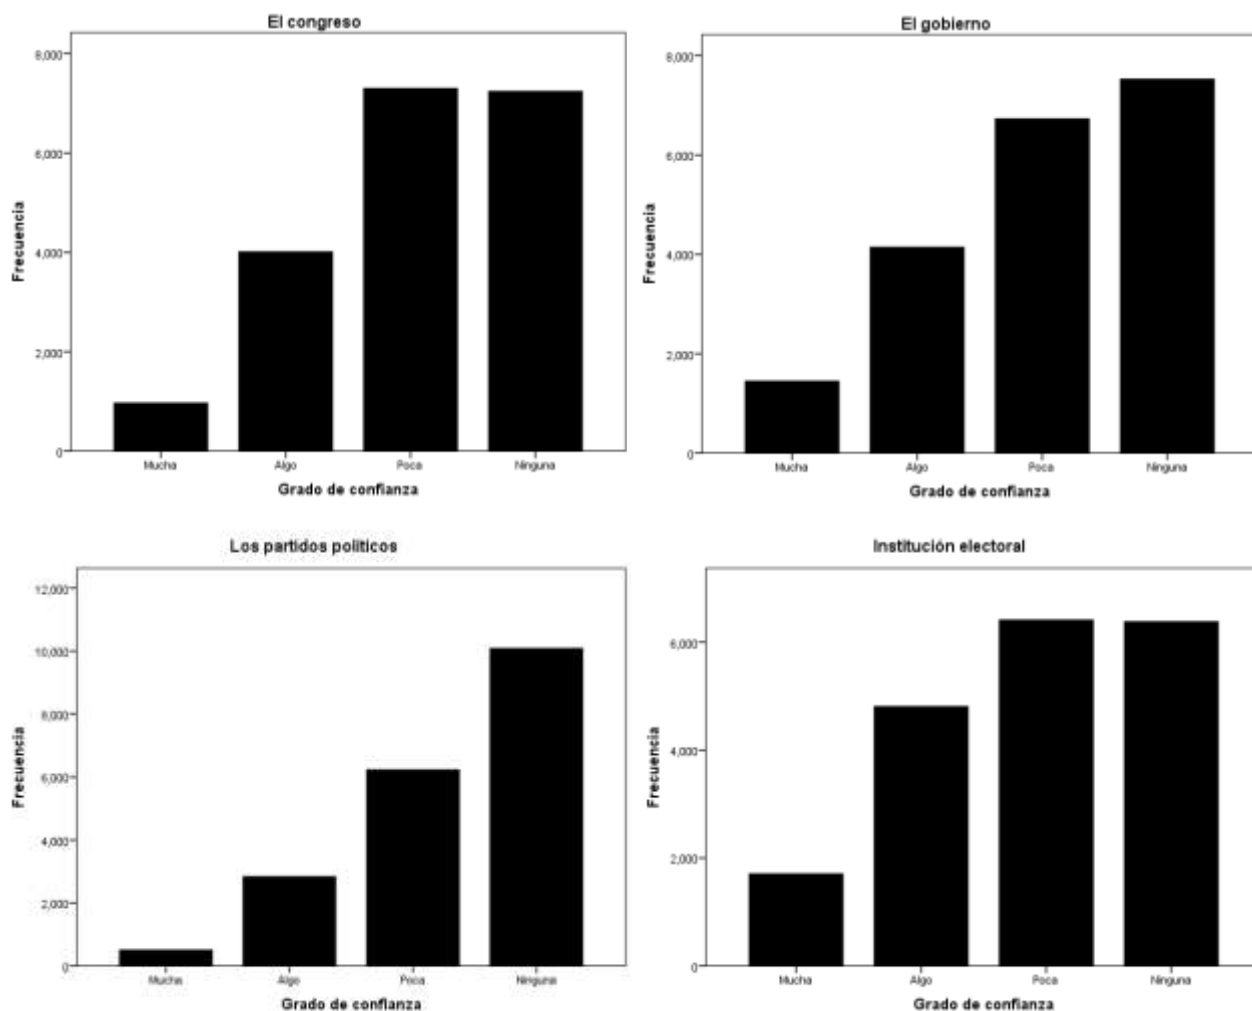 El congreso
8,000
6,000
4,000
2,000
0
Frecuencia
Mucha Algo Poca Ninguna
Grado de confianza
El gobierno
8,000
6,000
4,000
2,000
0
Frecuencia
Mucha Algo Poca Ninguna
Grado de confianza
Los partidos politicos
12,000
10,000
8,000
6,000
4,000
2,000
0
Frecuencia
Mucha Algo Poca Ninguna
Grado de confianza
Institución electoral
6,000
4,000
2,000
0
Frecuencia
Mucha Algo Poca Ninguna
Grado de confianza